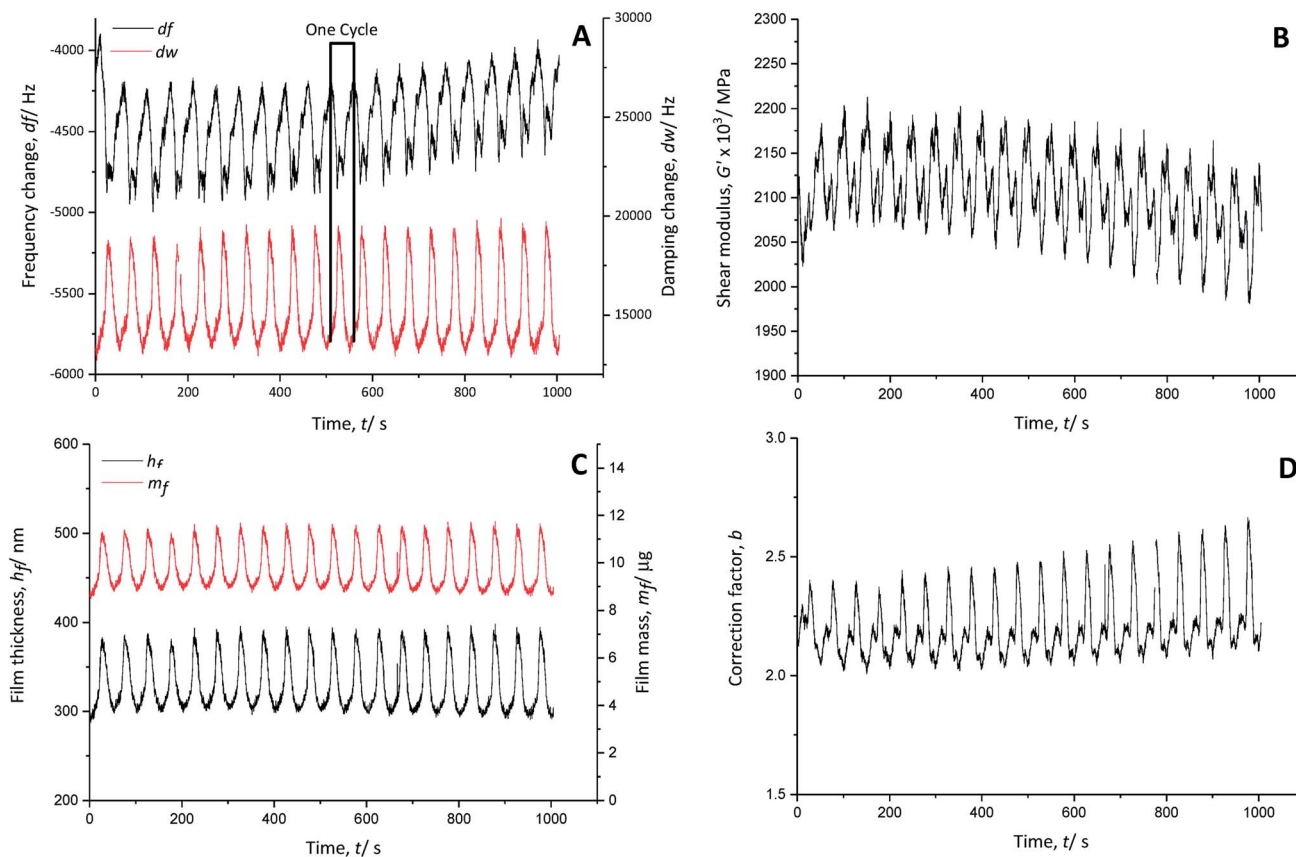 A
One Cycle
df
dw
-4000
-4500
-5000
-5500
-6000
30000
25000
20000
15000
0 200 400 600 800 1000
Frequency change, df/ Hz
Damping change, dw/ Hz
Time, t/ s
B
2300
2250
2200
2150
2100
2050
2000
1950
1900
0 200 400 600 800 1000
Shear modulus, G' x 10³/ MPa
Time, t/ s
C
hf
mf
600
500
400
300
200
14
12
10
8
6
4
2
0
0 200 400 600 800 1000
Film thickness, hf/ nm
Film mass, mf/ µg
Time, t/ s
D
3.0
2.5
2.0
1.5
0 200 400 600 800 1000
Correction factor, b
Time, t/ s